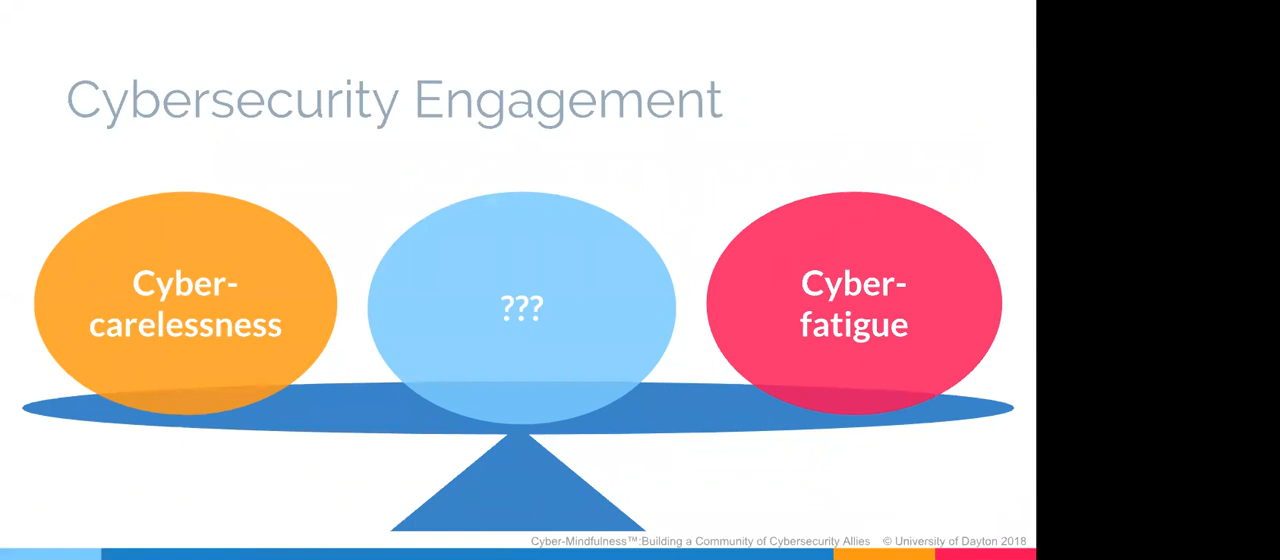 Cybersecurity Engagement
Cyber-
carelessness
???
Cyber-
fatigue
Cyber-Mindfulness™:Building a Community of Cybersecurity Allies © University of Dayton 2018